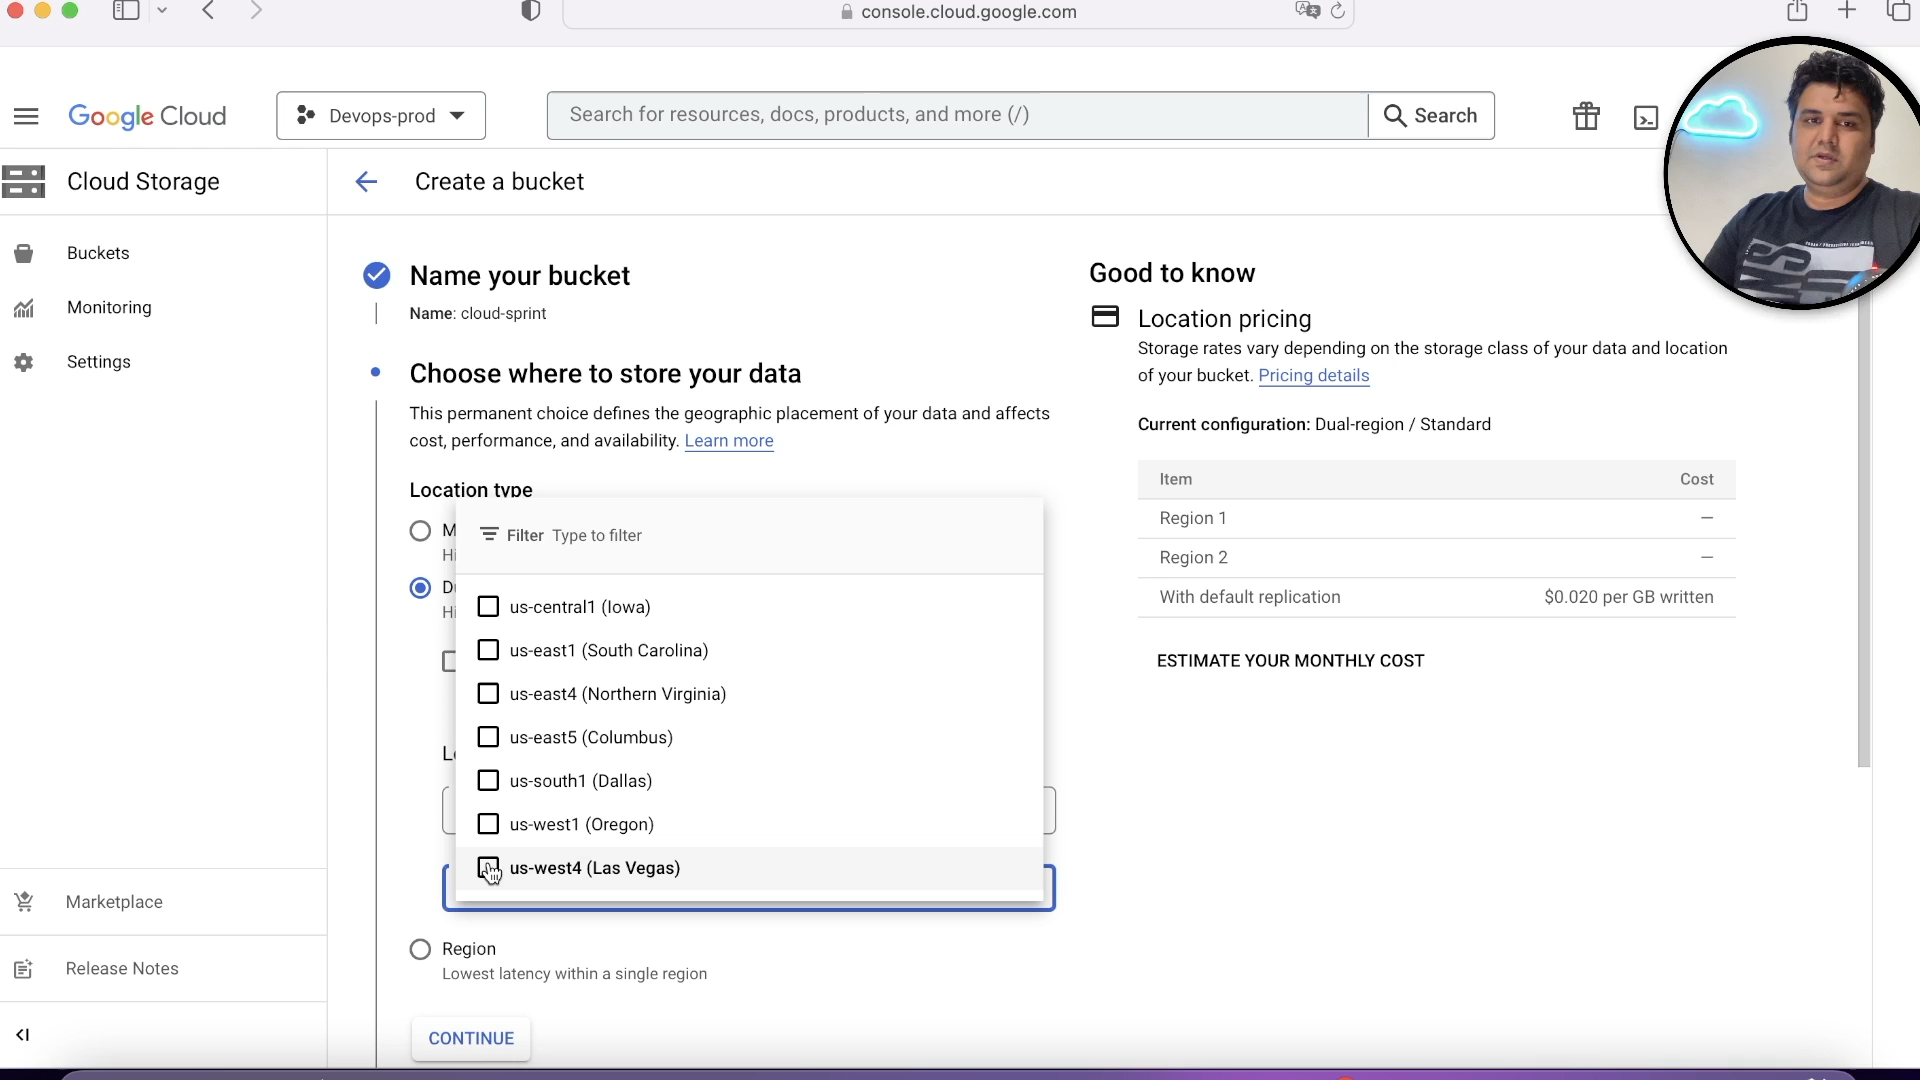 console.cloud.google.com
Google Cloud
Devops-prod
Search for resources, docs, products, and more (/)
Search
Cloud Storage
Create a bucket
Buckets
Monitoring
Settings
Marketplace
Release Notes
Name your bucket
Name: cloud-sprint
Choose where to store your data
This permanent choice defines the geographic placement of your data and affects
cost, performance, and availability. Learn more
Location type
M
Hi
D
Hi
Filter Type to filter
us-central1 (Iowa)
us-east1 (South Carolina)
us-east4 (Northern Virginia)
us-east5 (Columbus)
us-south1 (Dallas)
us-west1 (Oregon)
us-west4 (Las Vegas)
Region
Lowest latency within a single region
CONTINUE
Good to know
Location pricing
Storage rates vary depending on the storage class of your data and location
of your bucket. Pricing details
Current configuration: Dual-region / Standard
Item Cost
Region 1 —
Region 2 —
With default replication $0.020 per GB written
ESTIMATE YOUR MONTHLY COST